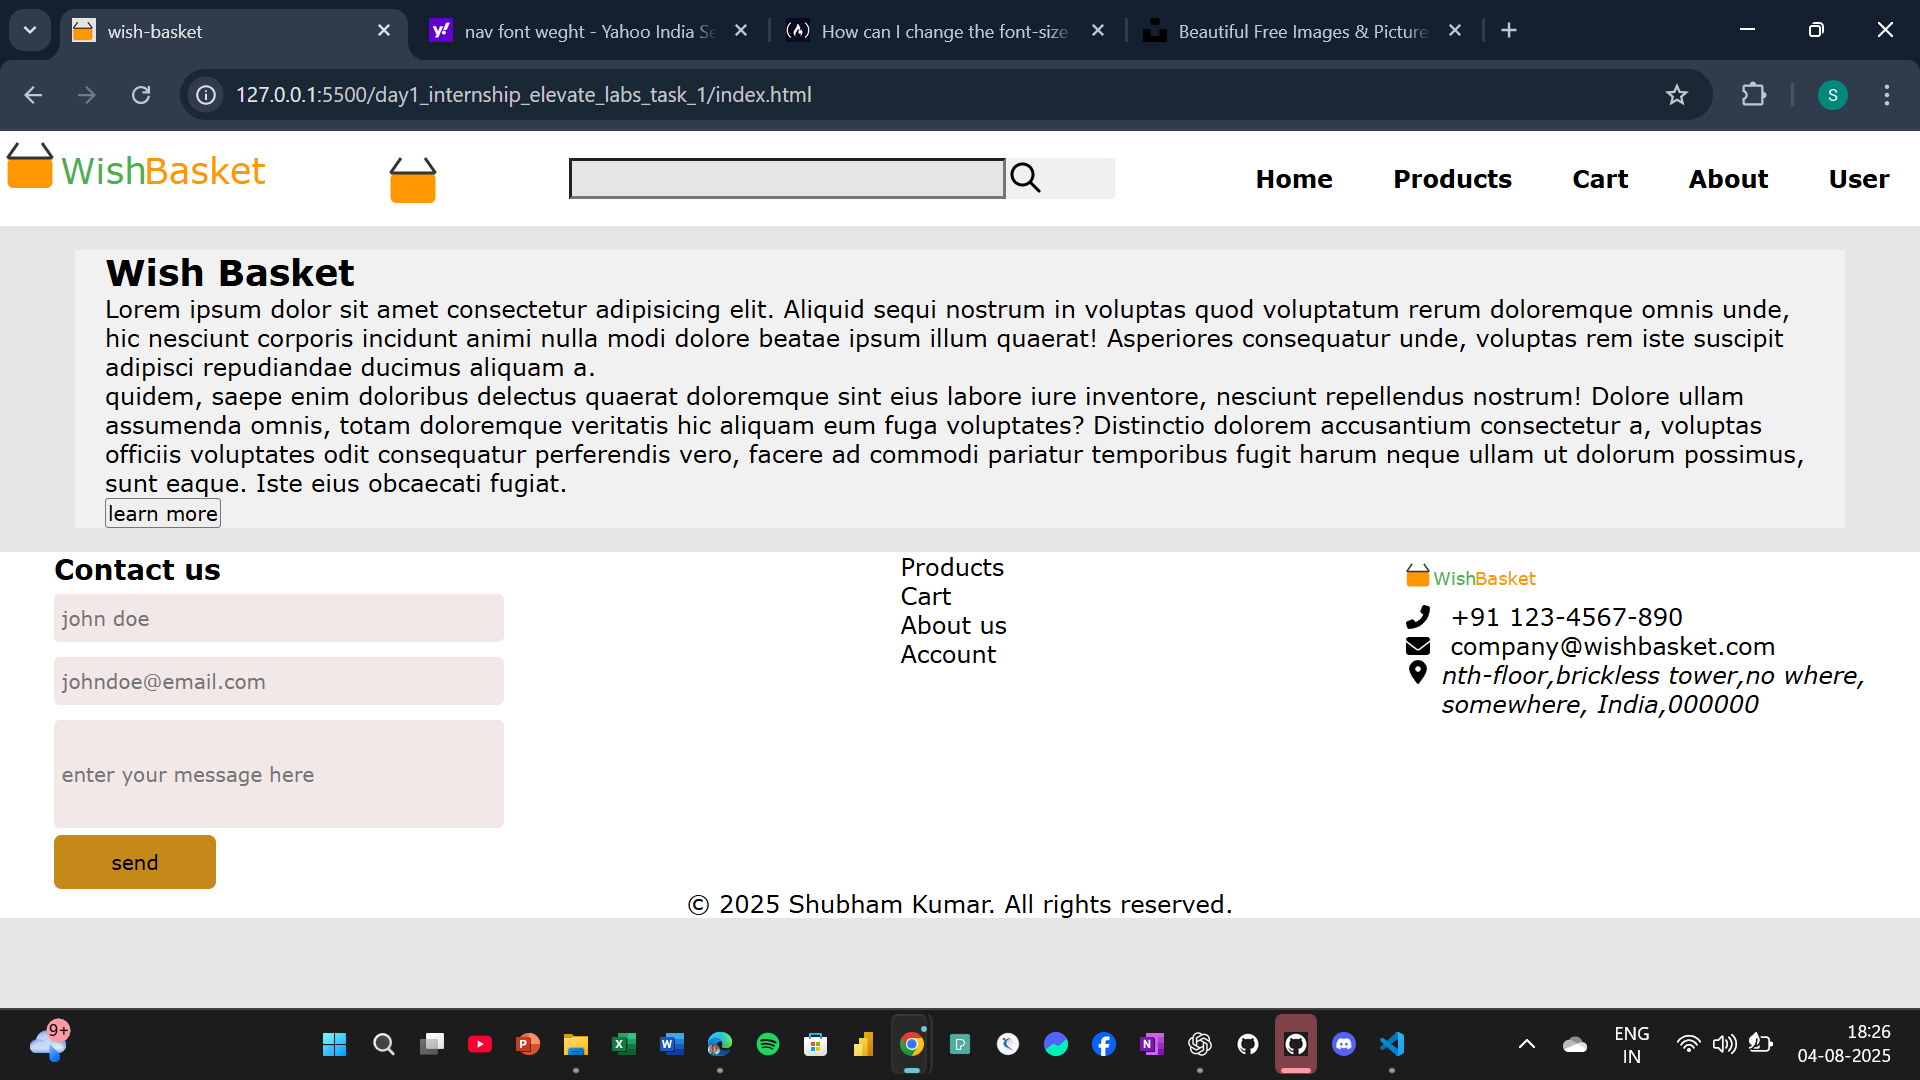 wish-basket
nav font weght - Yahoo India Se
How can I change the font-size
Beautiful Free Images & Picture
127.0.0.1:5500/day1_internship_elevate_labs_task_1/index.html
S
WishBasket
Home
Products
Cart
About
User
Wish Basket
Lorem ipsum dolor sit amet consectetur adipisicing elit. Aliquid sequi nostrum in voluptas quod voluptatum rerum doloremque omnis unde,
hic nesciunt corporis incidunt animi nulla modi dolore beatae ipsum illum quaerat! Asperiores consequatur unde, voluptas rem iste suscipit
adipisci repudiandae ducimus aliquam a.
quidem, saepe enim doloribus delectus quaerat doloremque sint eius labore iure inventore, nesciunt repellendus nostrum! Dolore ullam
assumenda omnis, totam doloremque veritatis hic aliquam eum fuga voluptates? Distinctio dolorem accusantium consectetur a, voluptas
officiis voluptates odit consequatur perferendis vero, facere ad commodi pariatur temporibus fugit harum neque ullam ut dolorum possimus,
sunt eaque. Iste eius obcaecati fugiat.
learn more
Contact us
john doe
johndoe@email.com
enter your message here
send
Products
Cart
About us
Account
WishBasket
+91 123-4567-890
company@wishbasket.com
nth-floor,brickless tower,no where,
somewhere, India,000000
© 2025 Shubham Kumar. All rights reserved.
9+
ENG
IN
18:26
04-08-2025